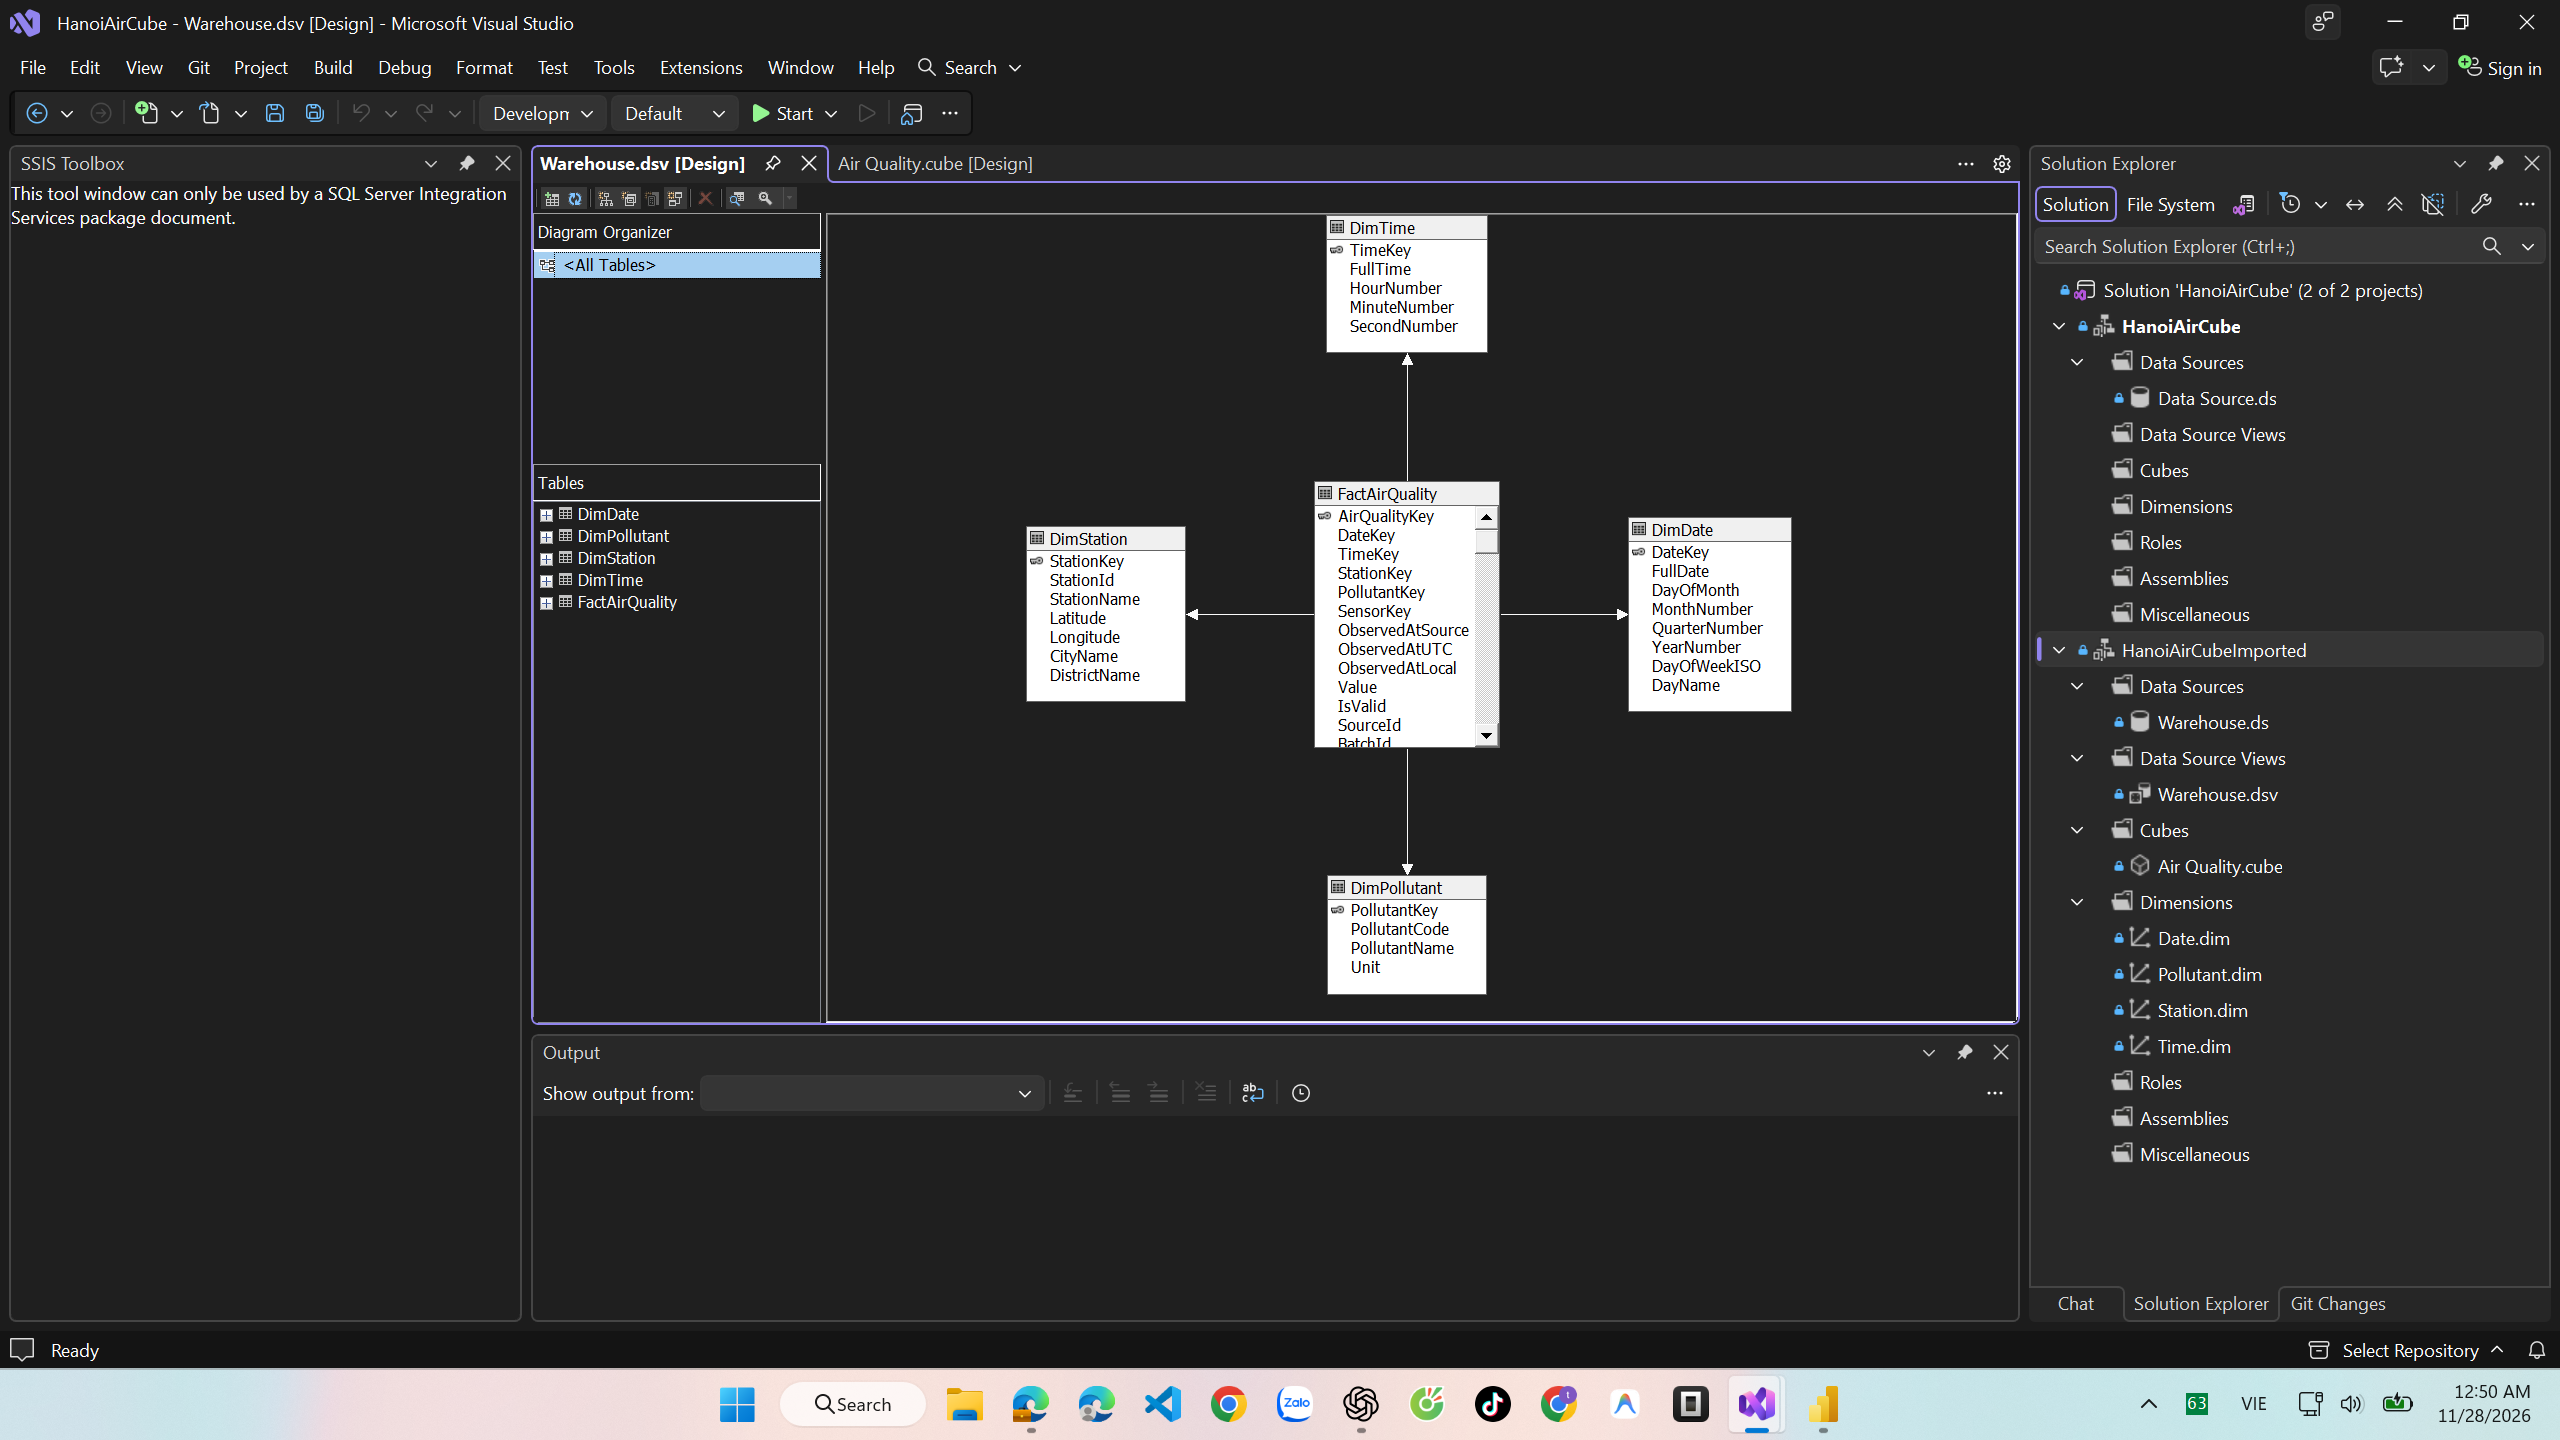 HanoiAirCube - Warehouse.dsv [Design] - Microsoft Visual Studio
File Edit View Git Project Build Debug Format Test Tools Extensions Window Help Search
Sign in
Developm Default Start
SSIS Toolbox
This tool window can only be used by a SQL Server Integration
Services package document.
Warehouse.dsv [Design]
Air Quality.cube [Design]
Diagram Organizer
<All Tables>
Tables
DimDate
DimPollutant
DimStation
DimTime
FactAirQuality
DimTime
TimeKey
FullTime
HourNumber
MinuteNumber
SecondNumber
DimStation
StationKey
StationId
StationName
Latitude
Longitude
CityName
DistrictName
FactAirQuality
AirQualityKey
DateKey
TimeKey
StationKey
PollutantKey
SensorKey
ObservedAtSource
ObservedAtUTC
ObservedAtLocal
Value
IsValid
SourceId
BatchId
DimDate
DateKey
FullDate
DayOfMonth
MonthNumber
QuarterNumber
YearNumber
DayOfWeekISO
DayName
DimPollutant
PollutantKey
PollutantCode
PollutantName
Unit
Output
Show output from:
Solution Explorer
Solution File System
Search Solution Explorer (Ctrl+;)
Solution 'HanoiAirCube' (2 of 2 projects)
HanoiAirCube
Data Sources
Data Source.ds
Data Source Views
Cubes
Dimensions
Roles
Assemblies
Miscellaneous
HanoiAirCubeImported
Data Sources
Warehouse.ds
Data Source Views
Warehouse.dsv
Cubes
Air Quality.cube
Dimensions
Date.dim
Pollutant.dim
Station.dim
Time.dim
Roles
Assemblies
Miscellaneous
Chat Solution Explorer Git Changes
Ready
Select Repository
Search
Zalo
63
VIE
12:50 AM
11/28/2026